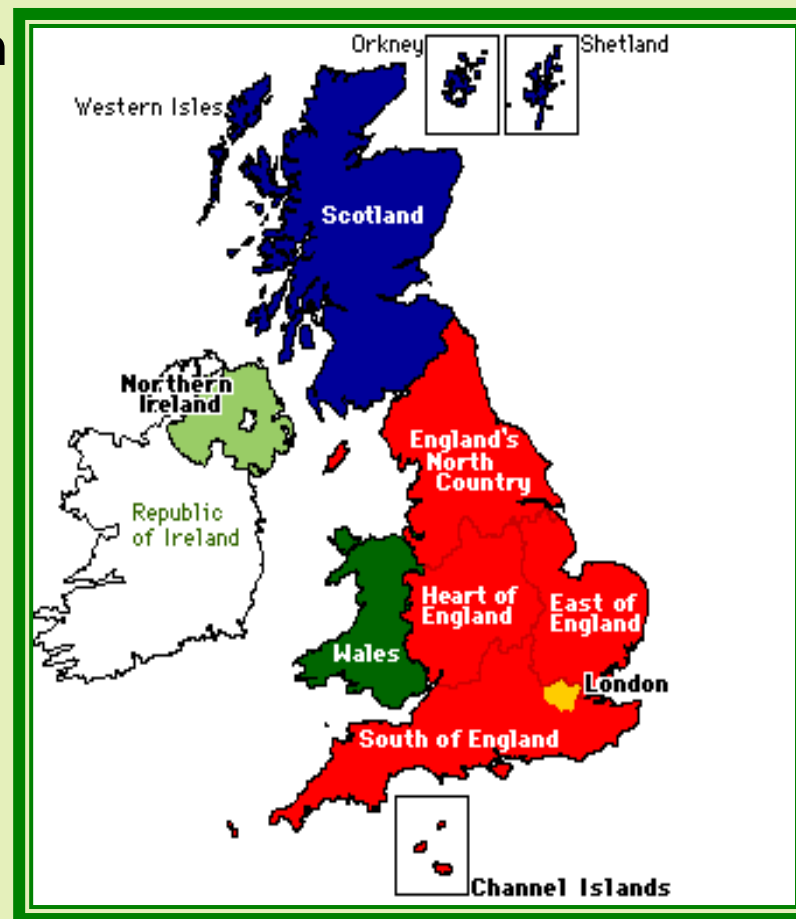 Orkney
Shetland
Western Isles
Scotland
Northern
Ireland
England's
North
Country
Republic
of Ireland
Heart of
England
East of
England
Wales
London
South of England
Channel Islands